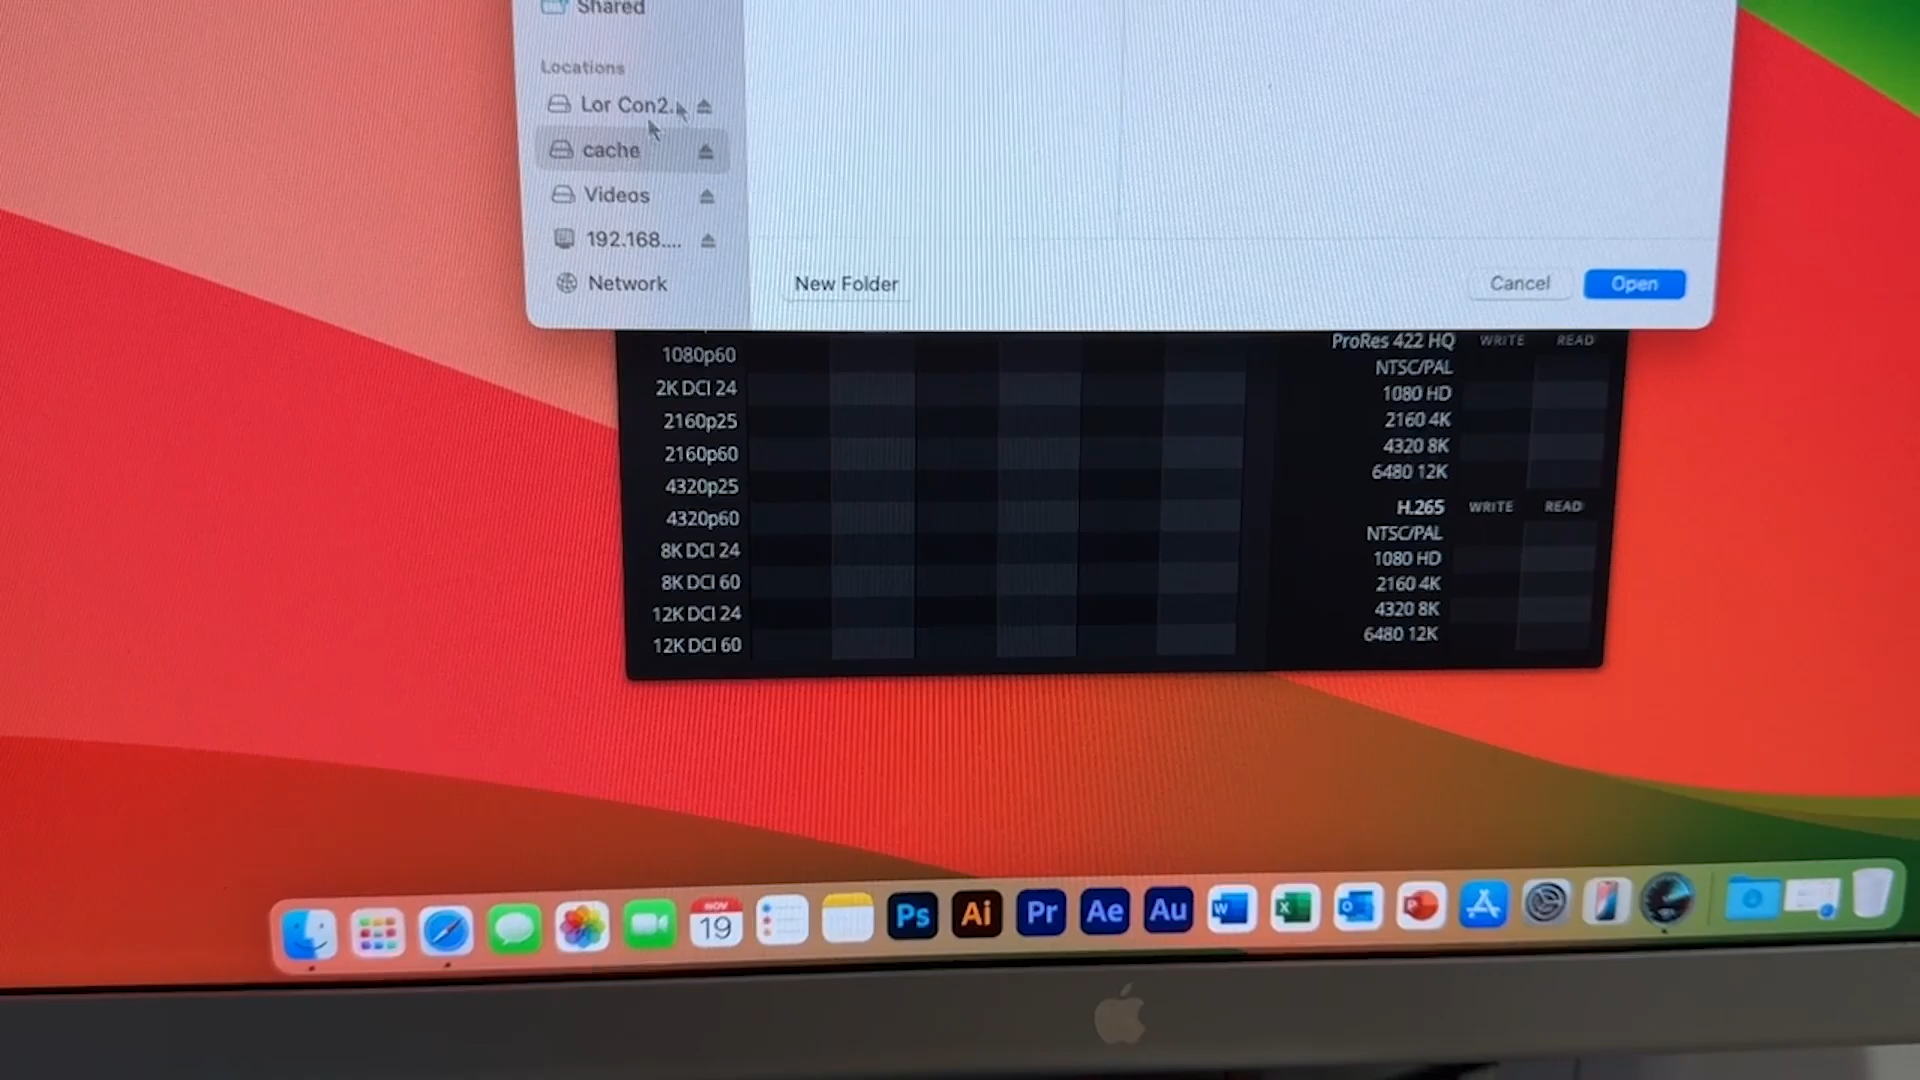 Shared
Locations
Lor Con2...
cache
Videos
192.168....
Network
New Folder
Cancel
Open
1080p60
2K DCI 24
2160p25
2160p60
4320p25
4320p60
8K DCI 24
8K DCI 60
12K DCI 24
12K DCI 60
ProRes 422 HQ WRITE READ
NTSC/PAL
1080 HD
2160 4K
4320 8K
6480 12K
H.265 WRITE READ
NTSC/PAL
1080 HD
2160 4K
4320 8K
6480 12K
NOV
19
Ps
Ai
Pr
Ae
Au
W
X
O
P